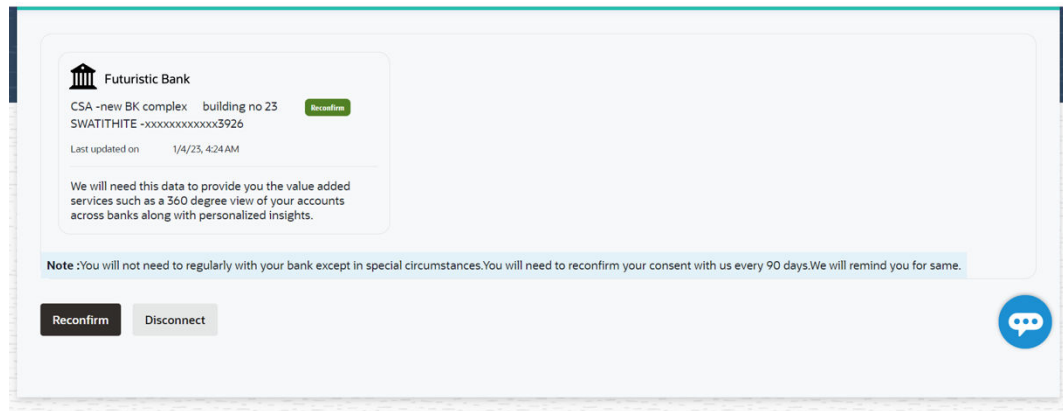 Futuristic Bank
CSA -new BK complex building no 23 Reconfirm
SWATITHITE -xxxxxxxxxxxx3926
Last updated on 1/4/23, 4:24 AM
We will need this data to provide you the value added
services such as a 360 degree view of your accounts
across banks along with personalized insights.
Note :You will not need to regularly with your bank except in special circumstances.You will need to reconfirm your consent with us every 90 days.We will remind you for same.
Reconfirm Disconnect